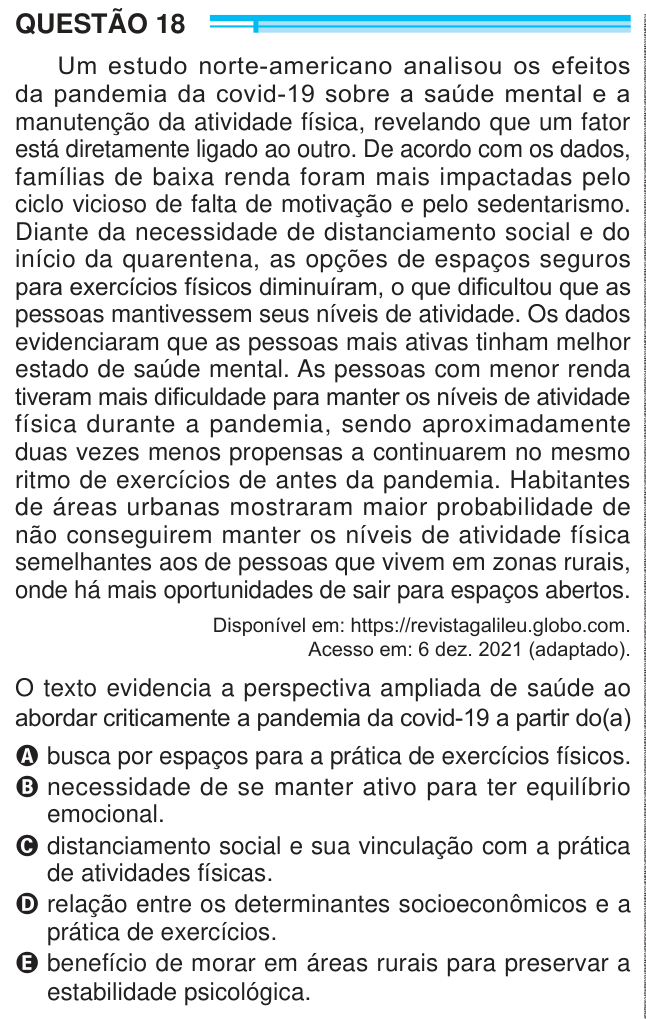 QUESTÃO 18
Um estudo norte-americano analisou os efeitos
da pandemia da covid-19 sobre a saúde mental e a
manutenção da atividade física, revelando que um fator
está diretamente ligado ao outro. De acordo com os dados,
famílias de baixa renda foram mais impactadas pelo
ciclo vicioso de falta de motivação e pelo sedentarismo.
Diante da necessidade de distanciamento social e do
início da quarentena, as opções de espaços seguros
para exercícios físicos diminuíram, o que dificultou que as
pessoas mantivessem seus níveis de atividade. Os dados
evidenciaram que as pessoas mais ativas tinham melhor
estado de saúde mental. As pessoas com menor renda
tiveram mais dificuldade para manter os níveis de atividade
física durante a pandemia, sendo aproximadamente
duas vezes menos propensas a continuarem no mesmo
ritmo de exercícios de antes da pandemia. Habitantes
de áreas urbanas mostraram maior probabilidade de
não conseguirem manter os níveis de atividade física
semelhantes aos de pessoas que vivem em zonas rurais,
onde há mais oportunidades de sair para espaços abertos.
Disponível em: https://revistagalileu.globo.com.
Acesso em: 6 dez. 2021 (adaptado).
O texto evidencia a perspectiva ampliada de saúde ao
abordar criticamente a pandemia da covid-19 a partir do(a)
A busca por espaços para a prática de exercícios físicos.
B necessidade de se manter ativo para ter equilíbrio
emocional.
C distanciamento social e sua vinculação com a prática
de atividades físicas.
D relação entre os determinantes socioeconômicos e a
prática de exercícios.
E benefício de morar em áreas rurais para preservar a
estabilidade psicológica.